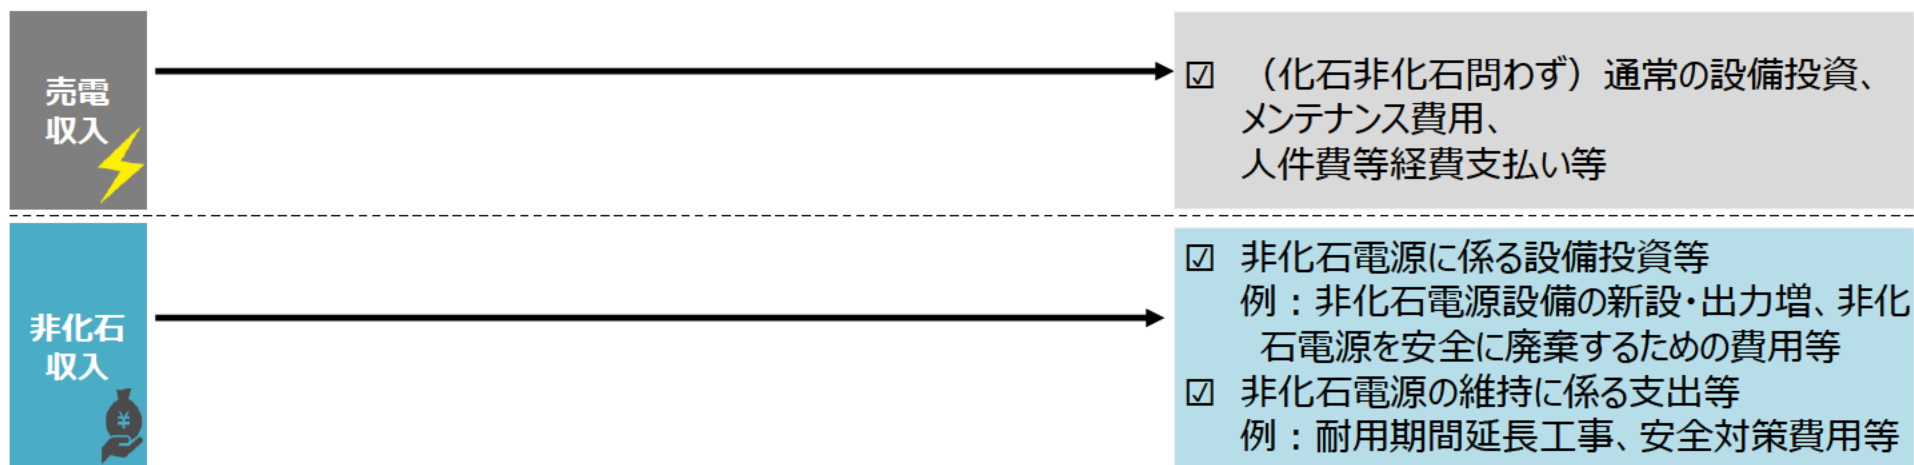 売電
収入
☑ （化石非化石問わず）通常の設備投資、
メンテナンス費用、
人件費等経費支払い等
非化石
収入
¥
☑ 非化石電源に係る設備投資等
例：非化石電源設備の新設・出力増、非化
石電源を安全に廃棄するための費用等
☑ 非化石電源の維持に係る支出等
例：耐用期間延長工事、安全対策費用等